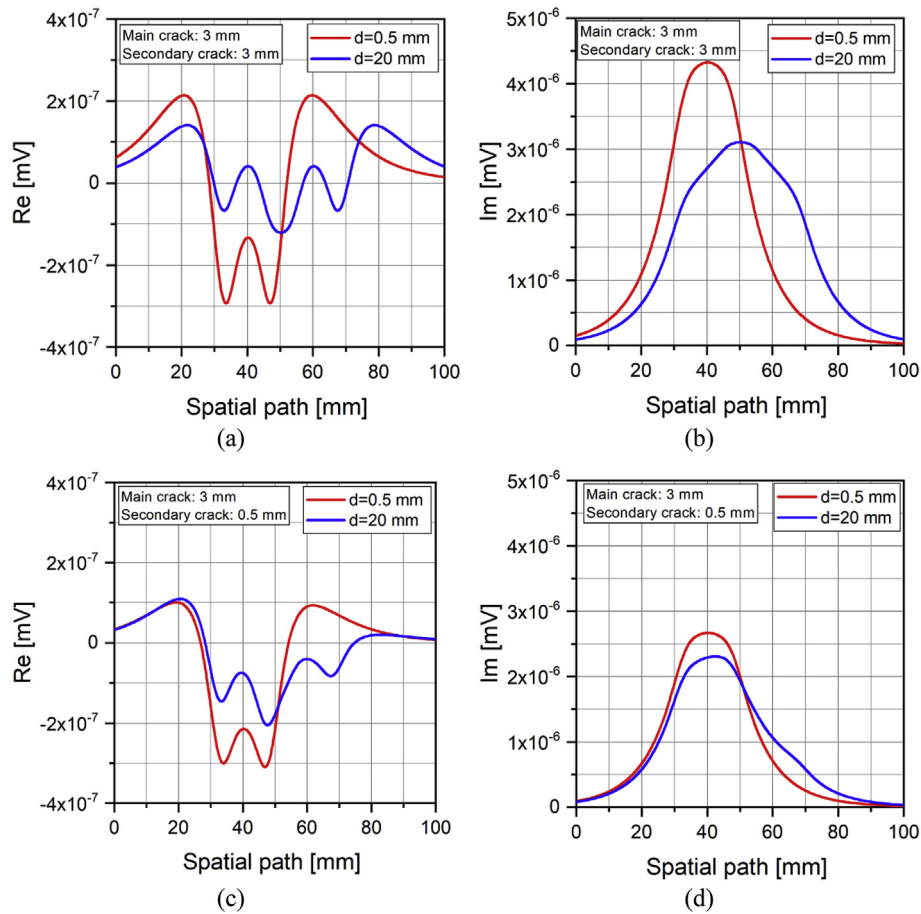 4x10⁻⁷
2x10⁻⁷
0
-2x10⁻⁷
-4x10⁻⁷
Re [mV]
Main crack: 3 mm
Secondary crack: 3 mm
d=0.5 mm
d=20 mm
0 20 40 60 80 100
Spatial path [mm]
(a)
5x10⁻⁶
4x10⁻⁶
3x10⁻⁶
2x10⁻⁶
1x10⁻⁶
0
Im [mV]
Main crack: 3 mm
Secondary crack: 3 mm
d=0.5 mm
d=20 mm
0 20 40 60 80 100
Spatial path [mm]
(b)
4x10⁻⁷
2x10⁻⁷
0
-2x10⁻⁷
-4x10⁻⁷
Re [mV]
Main crack: 3 mm
Secondary crack: 0.5 mm
d=0.5 mm
d=20 mm
0 20 40 60 80 100
Spatial path [mm]
(c)
5x10⁻⁶
4x10⁻⁶
3x10⁻⁶
2x10⁻⁶
1x10⁻⁶
0
Im [mV]
Main crack: 3 mm
Secondary crack: 0.5 mm
d=0.5 mm
d=20 mm
0 20 40 60 80 100
Spatial path [mm]
(d)